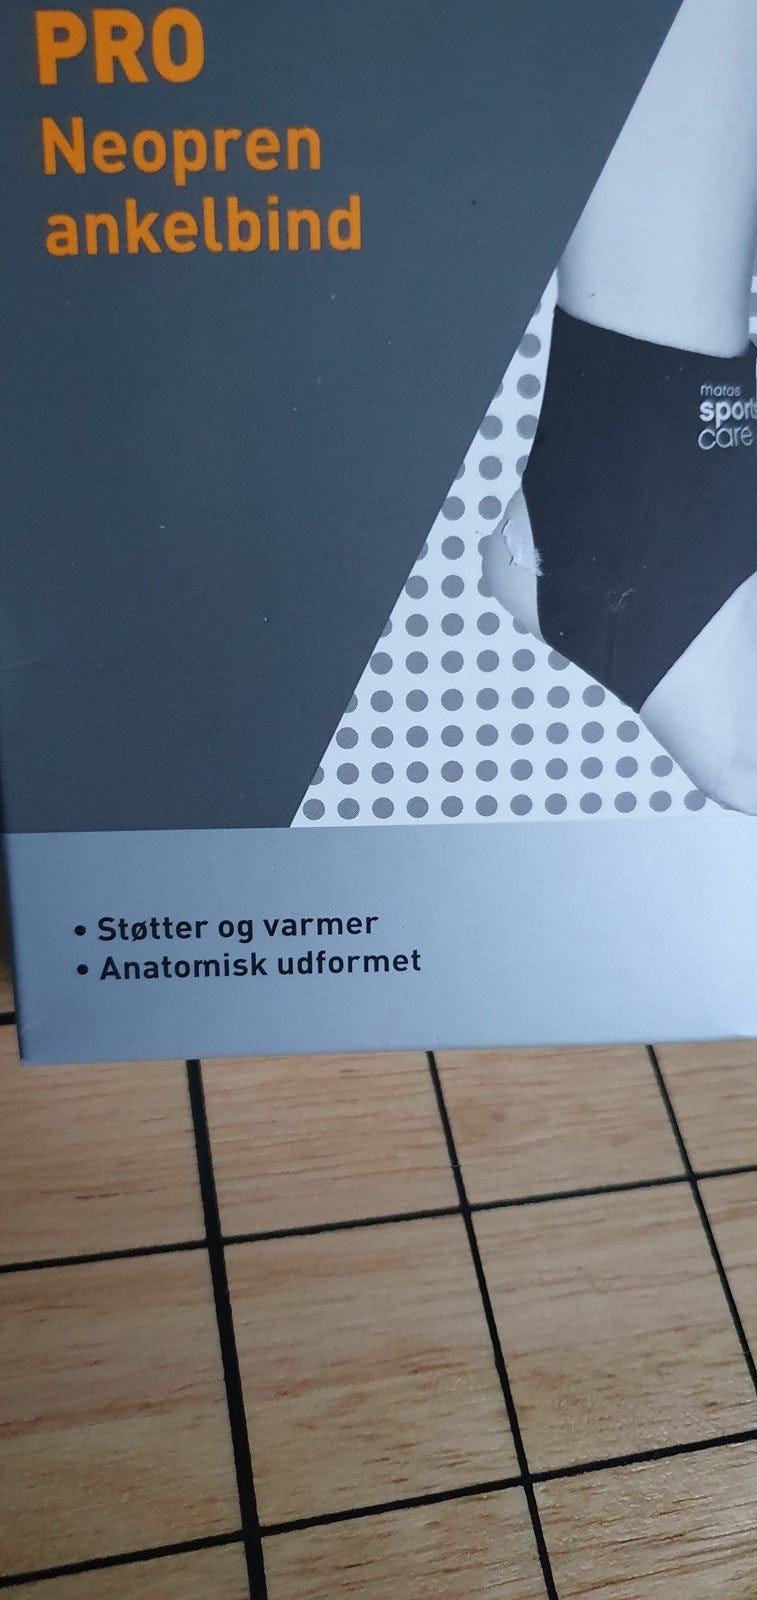 PRO
Neopren
ankelbind
matas
sports
care
• Støtter og varmer
• Anatomisk udformet